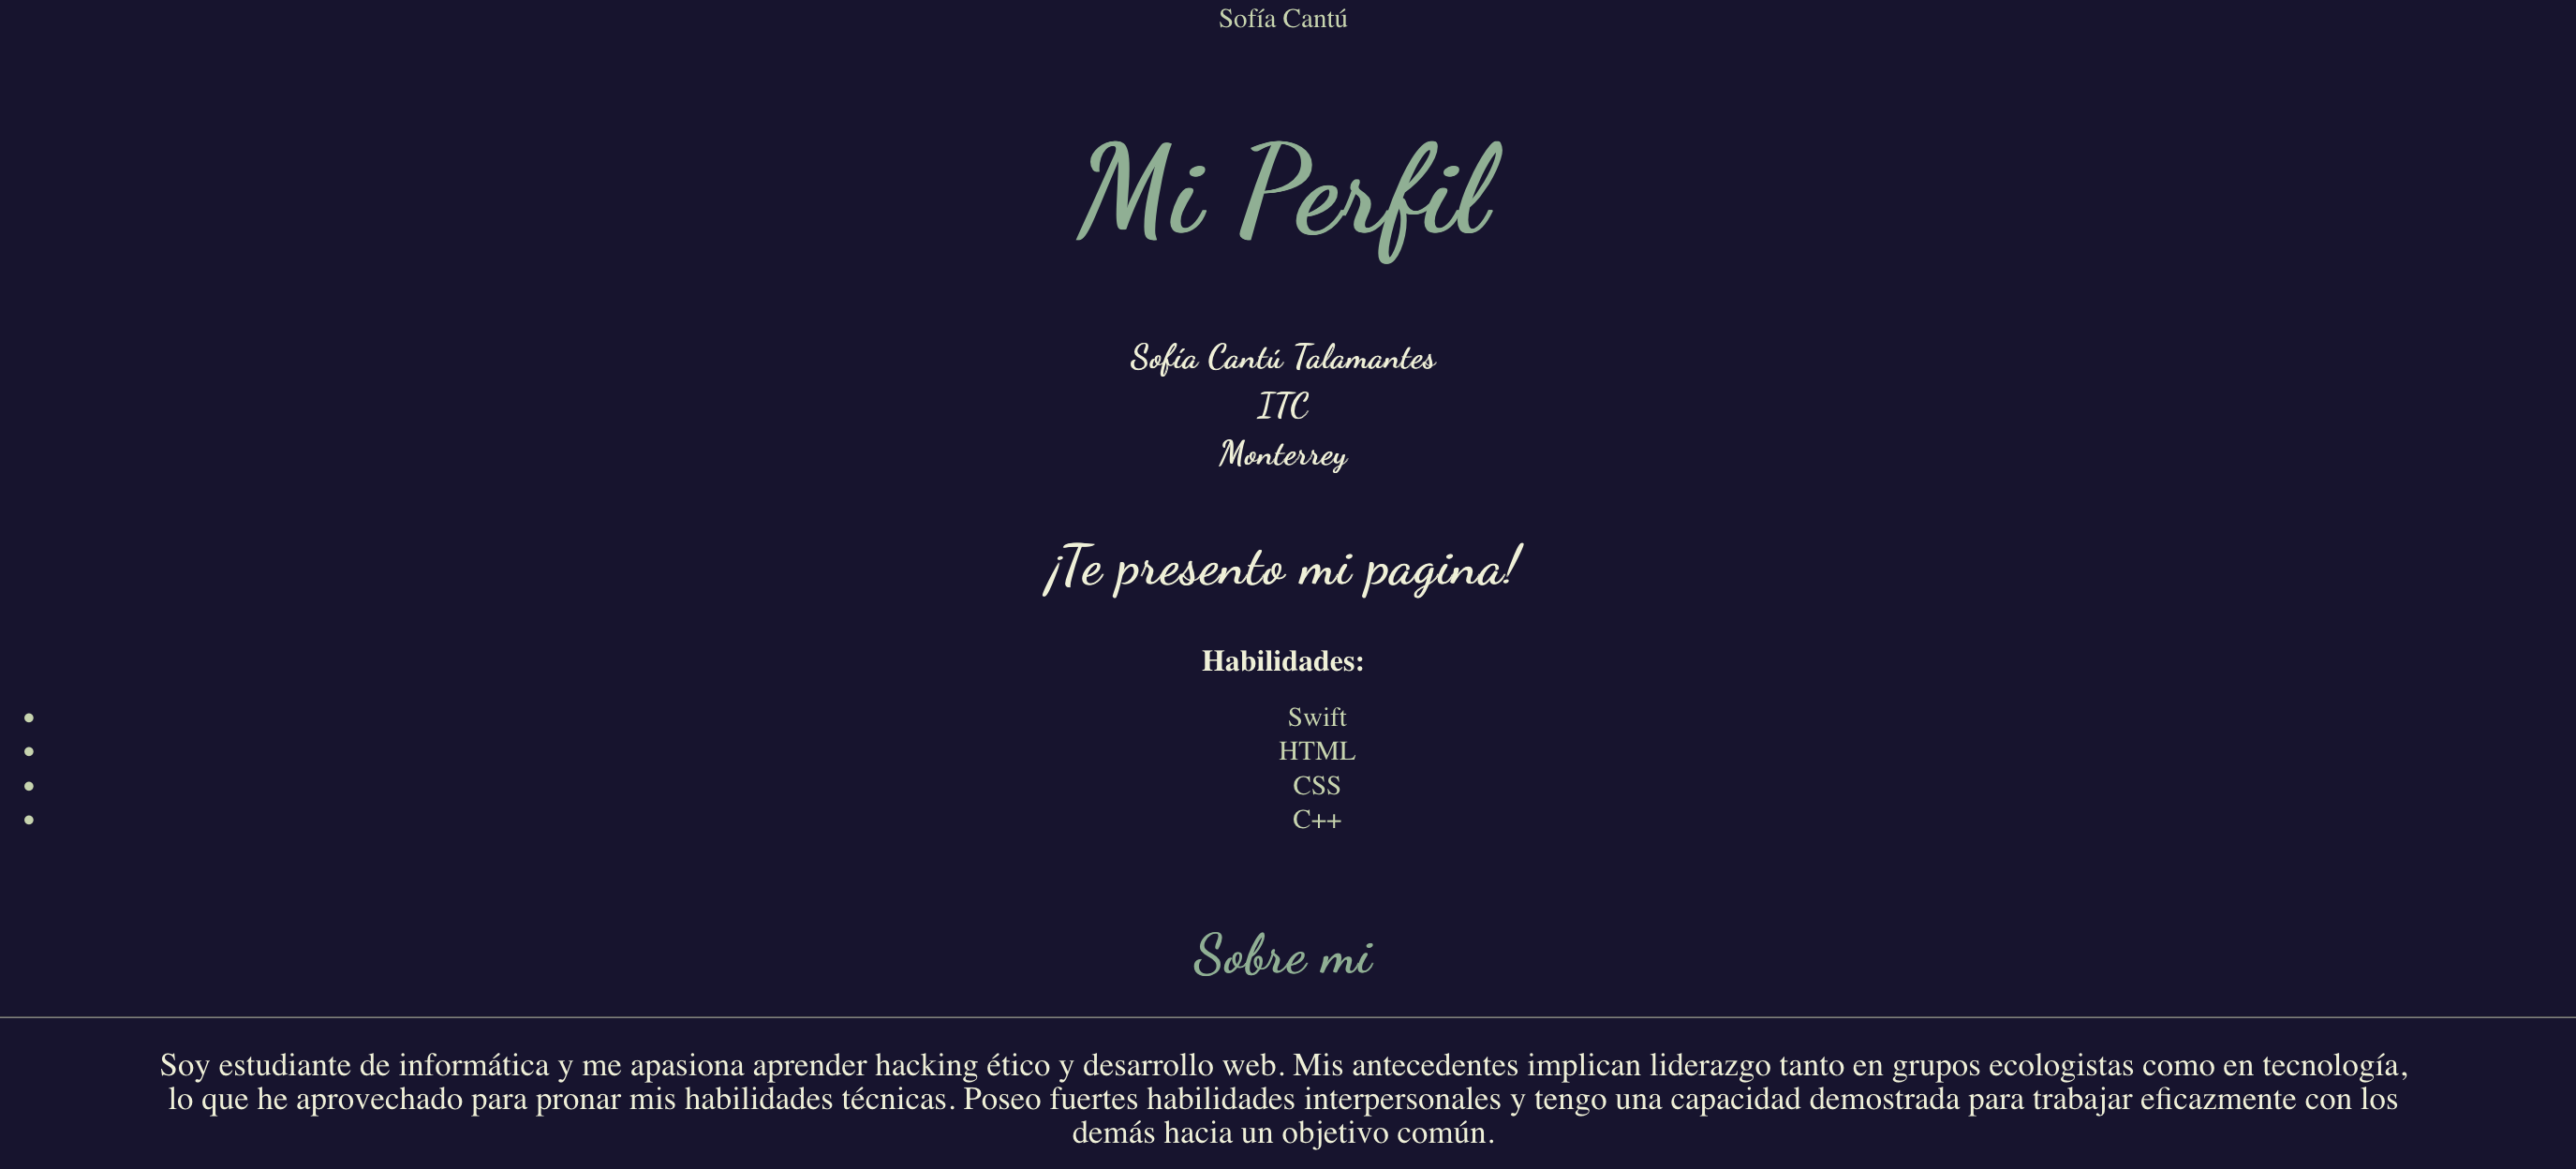 Sofía Cantú
Mi Perfil
Sofía Cantú Talamantes
ITC
Monterrey
¡Te presento mi pagina!
Habilidades:
• Swift
• HTML
• CSS
• C++
Sobre mi
Soy estudiante de informática y me apasiona aprender hacking ético y desarrollo web. Mis antecedentes implican liderazgo tanto en grupos ecologistas como en tecnología,
lo que he aprovechado para pronar mis habilidades técnicas. Poseo fuertes habilidades interpersonales y tengo una capacidad demostrada para trabajar eficazmente con los
demás hacia un objetivo común.